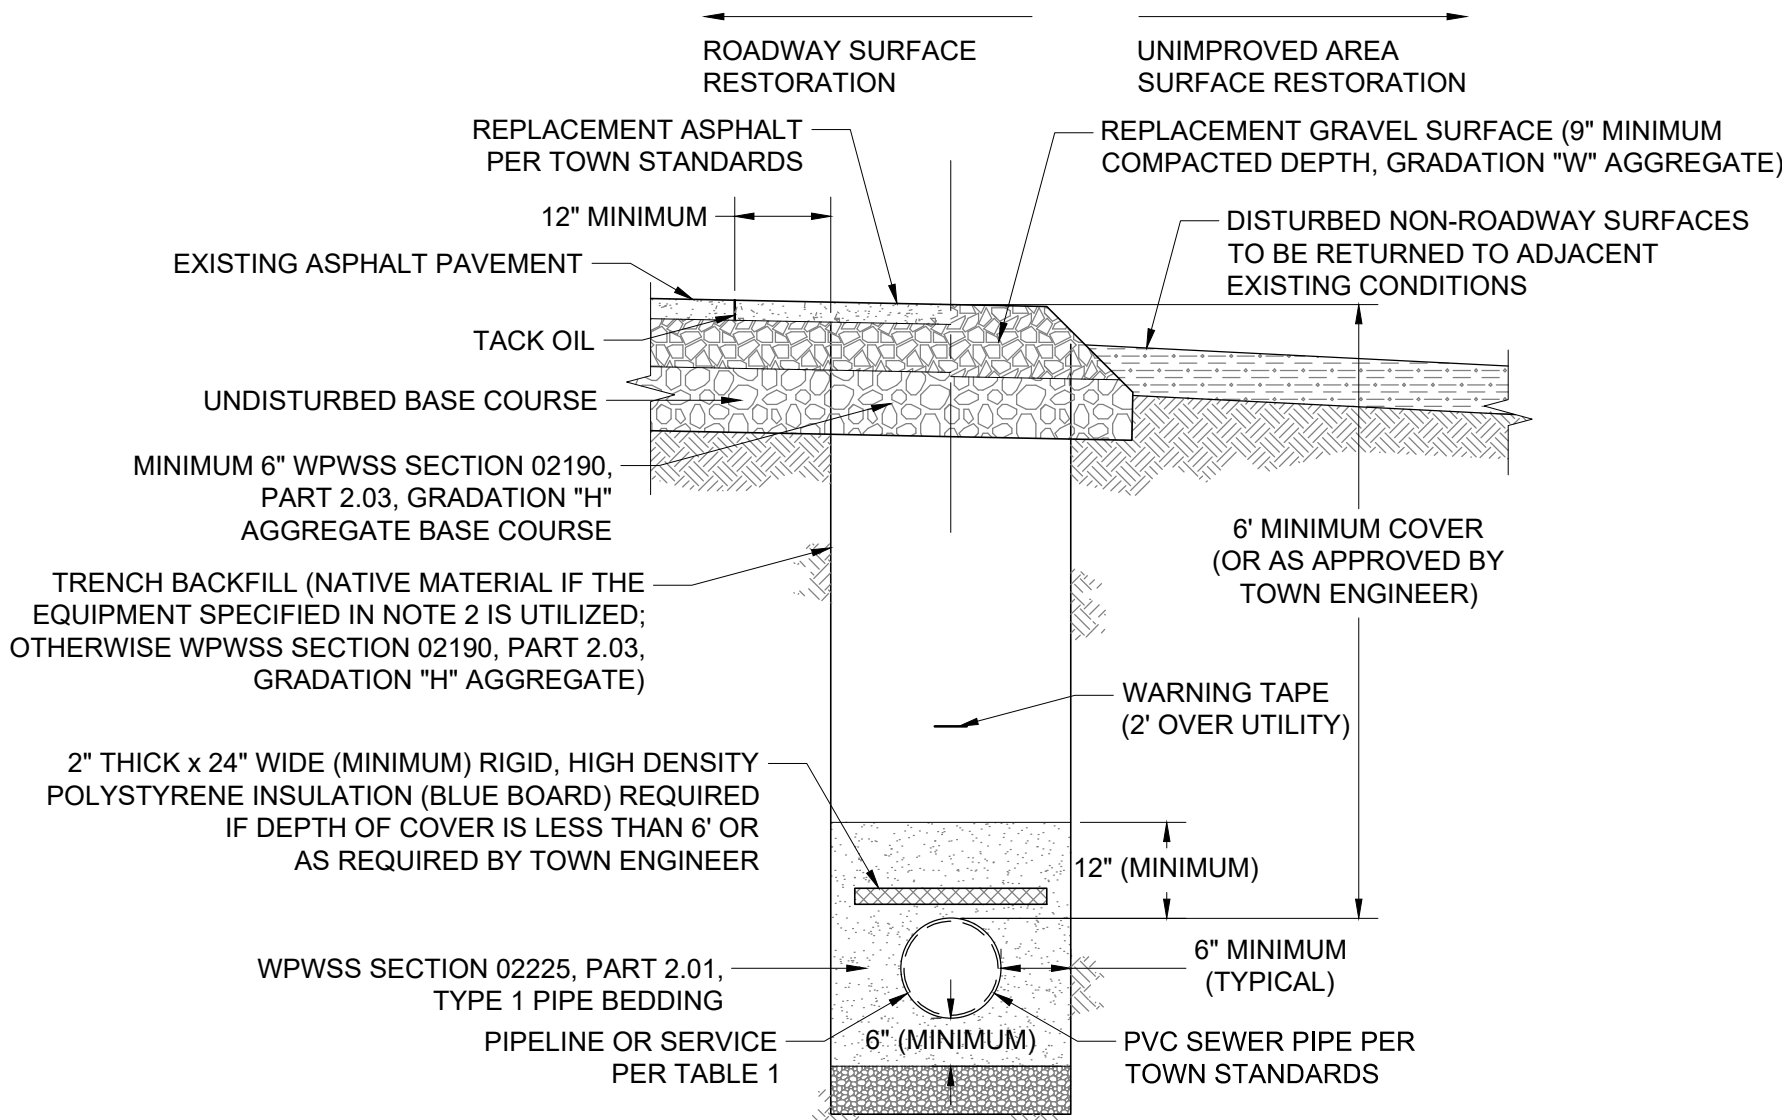 ROADWAY SURFACE
RESTORATION
UNIMPROVED AREA
SURFACE RESTORATION
REPLACEMENT ASPHALT
PER TOWN STANDARDS
REPLACEMENT GRAVEL SURFACE (9" MINIMUM
COMPACTED DEPTH, GRADATION "W" AGGREGATE)
12" MINIMUM
DISTURBED NON-ROADWAY SURFACES
TO BE RETURNED TO ADJACENT
EXISTING CONDITIONS
EXISTING ASPHALT PAVEMENT
TACK OIL
UNDISTURBED BASE COURSE
MINIMUM 6" WPWSS SECTION 02190,
PART 2.03, GRADATION "H"
AGGREGATE BASE COURSE
6' MINIMUM COVER
(OR AS APPROVED BY
TOWN ENGINEER)
TRENCH BACKFILL (NATIVE MATERIAL IF THE
EQUIPMENT SPECIFIED IN NOTE 2 IS UTILIZED;
OTHERWISE WPWSS SECTION 02190, PART 2.03,
GRADATION "H" AGGREGATE)
WARNING TAPE
(2' OVER UTILITY)
2" THICK x 24" WIDE (MINIMUM) RIGID, HIGH DENSITY
POLYSTYRENE INSULATION (BLUE BOARD) REQUIRED
IF DEPTH OF COVER IS LESS THAN 6' OR
AS REQUIRED BY TOWN ENGINEER
12" (MINIMUM)
WPWSS SECTION 02225, PART 2.01,
TYPE 1 PIPE BEDDING
6" MINIMUM
(TYPICAL)
PIPELINE OR SERVICE
PER TABLE 1
6" (MINIMUM)
PVC SEWER PIPE PER
TOWN STANDARDS